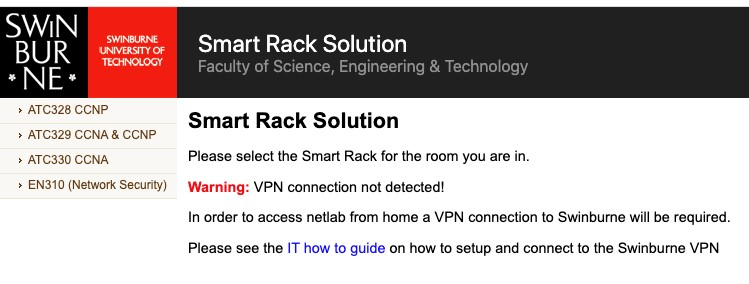 SWIN
BUR
NE
SWINBURNE
UNIVERSITY OF
TECHNOLOGY
Smart Rack Solution
Faculty of Science, Engineering & Technology
ATC328 CCNP
ATC329 CCNA & CCNP
ATC330 CCNA
EN310 (Network Security)
Smart Rack Solution
Please select the Smart Rack for the room you are in.
Warning: VPN connection not detected!
In order to access netlab from home a VPN connection to Swinburne will be required.
Please see the IT how to guide on how to setup and connect to the Swinburne VPN